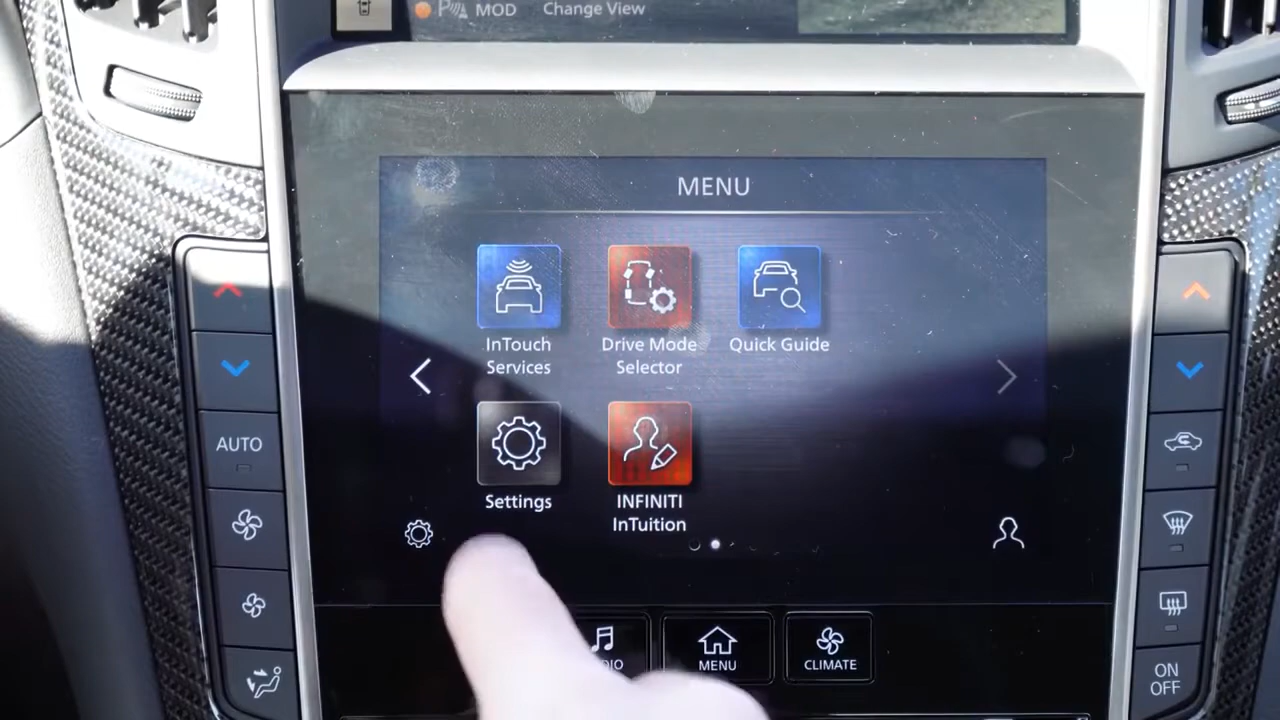 MOD Change View
MENU
InTouch
Services
Drive Mode
Selector
Quick Guide
Settings
INFINITI
InTuition
AUTO
MENU
CLIMATE
ON
OFF